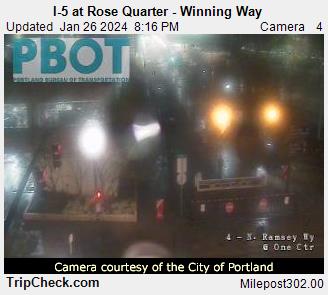 I-5 at Rose Quarter - Winning Way
Updated Jan 26 2024 8:16 PM Camera 4
PBOT
PORTLAND BUREAU OF TRANSPORTATION
4 - N. Ramsey Wy
@ One Ctr
Camera courtesy of the City of Portland
TripCheck.com Milepost302.00